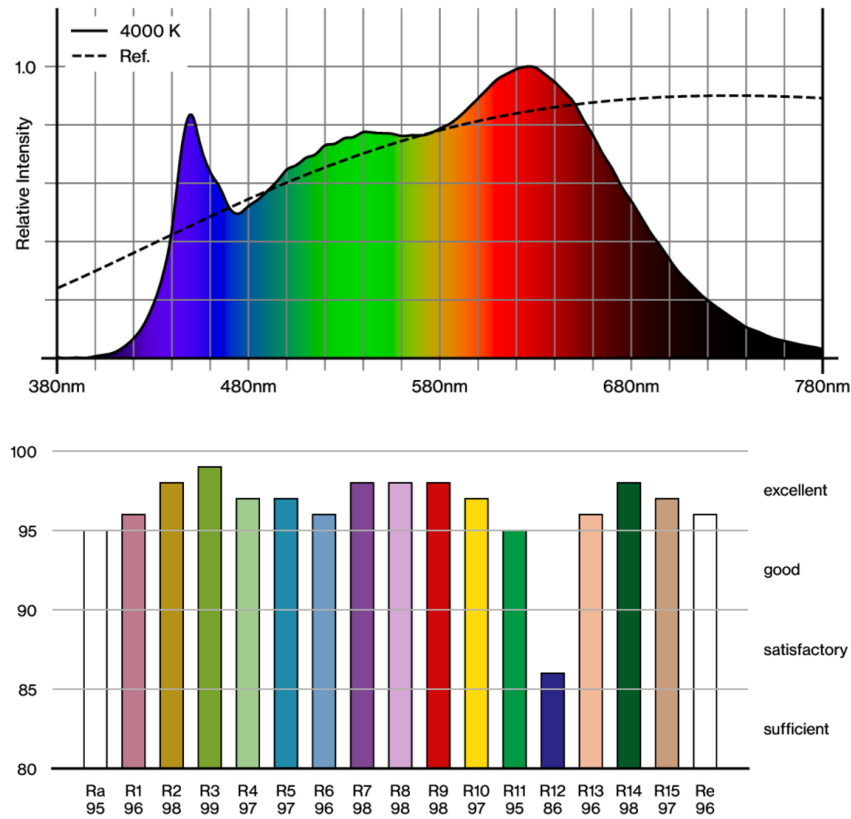 4000 K
Ref.
1.0
Relative Intensity
380nm 480nm 580nm 680nm 780nm
100
excellent
95
good
90
satisfactory
85
sufficient
80
Ra R1 R2 R3 R4 R5 R6 R7 R8 R9 R10 R11 R12 R13 R14 R15 Re
95 96 98 99 97 97 96 98 98 98 97 95 86 96 98 97 96